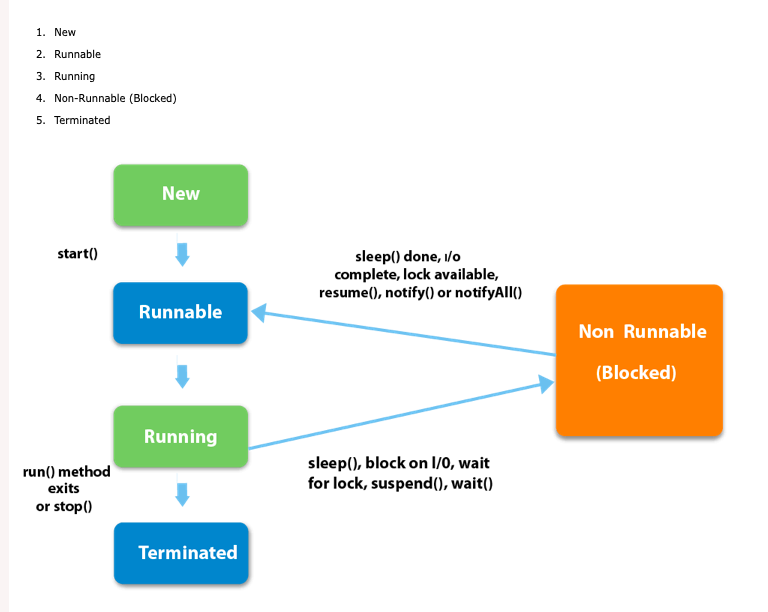 1. New
2. Runnable
3. Running
4. Non-Runnable (Blocked)
5. Terminated
New
start()
sleep() done, I/o
complete, lock available,
resume(), notify() or notifyAll()
Runnable
Non Runnable
(Blocked)
Running
sleep(), block on I/0, wait
for lock, suspend(), wait()
run() method
exits
or stop()
Terminated